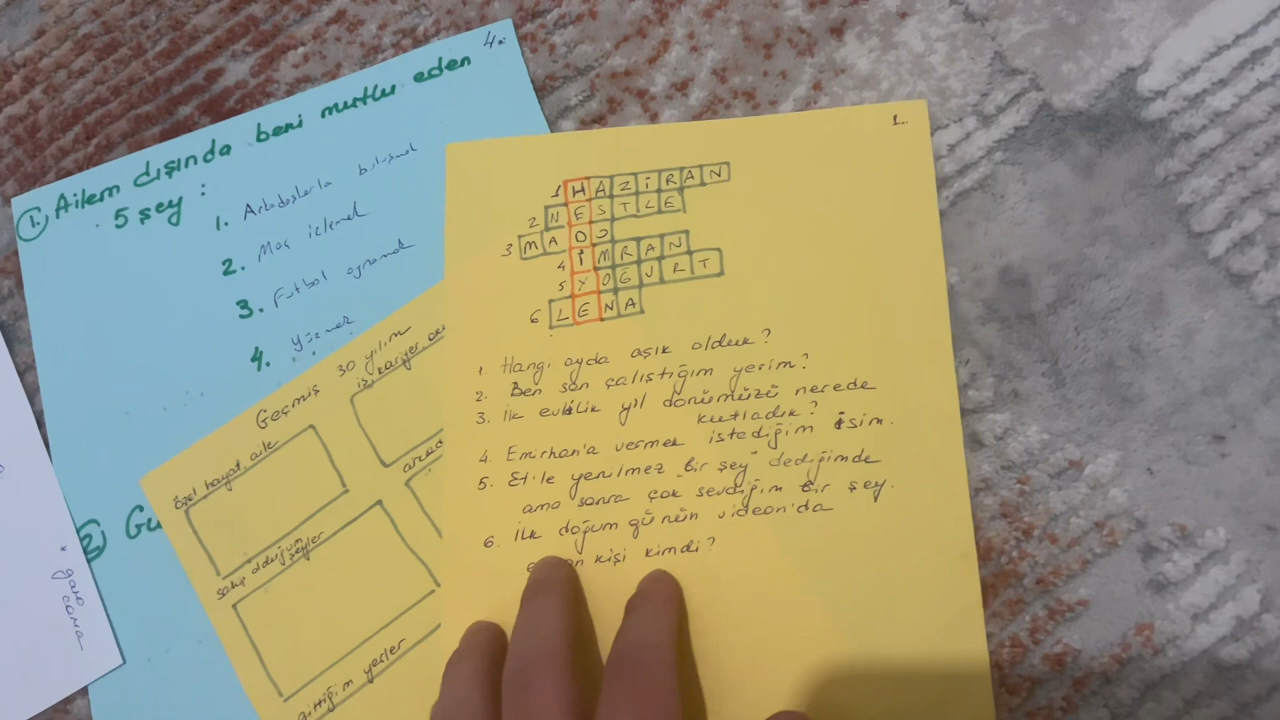 4.
1. Ailem dışında beni mutlu eden
5 şey :
1. Arkadaşlarla buluşmak
2. Maç izlemek
3. Futbol oynamak
4. Yüzmek
2 Gu
Geçmiş 30 yılım
özel hayat, aile
iş, kariyer,
sahip olduğum
şeyler
gittiğim yerler
1.
1 HAZİRAN
2 NESTLE
3 MADO
4 İMRAN
5 YOĞURT
6 LENA
1 Hangi ayda aşık olduk?
2. Ben son çalıştığım yerim?
3. İlk evlilik yıl dönümüzü nerede
kutladık?
4. Emirhan'a vermek istediğim isim.
5. Et ile yenilmez "bir şey" dediğimde
ama sonra çok sevdiğim bir şey.
6. İlk doğum günün videon'da
kişi kimdi?